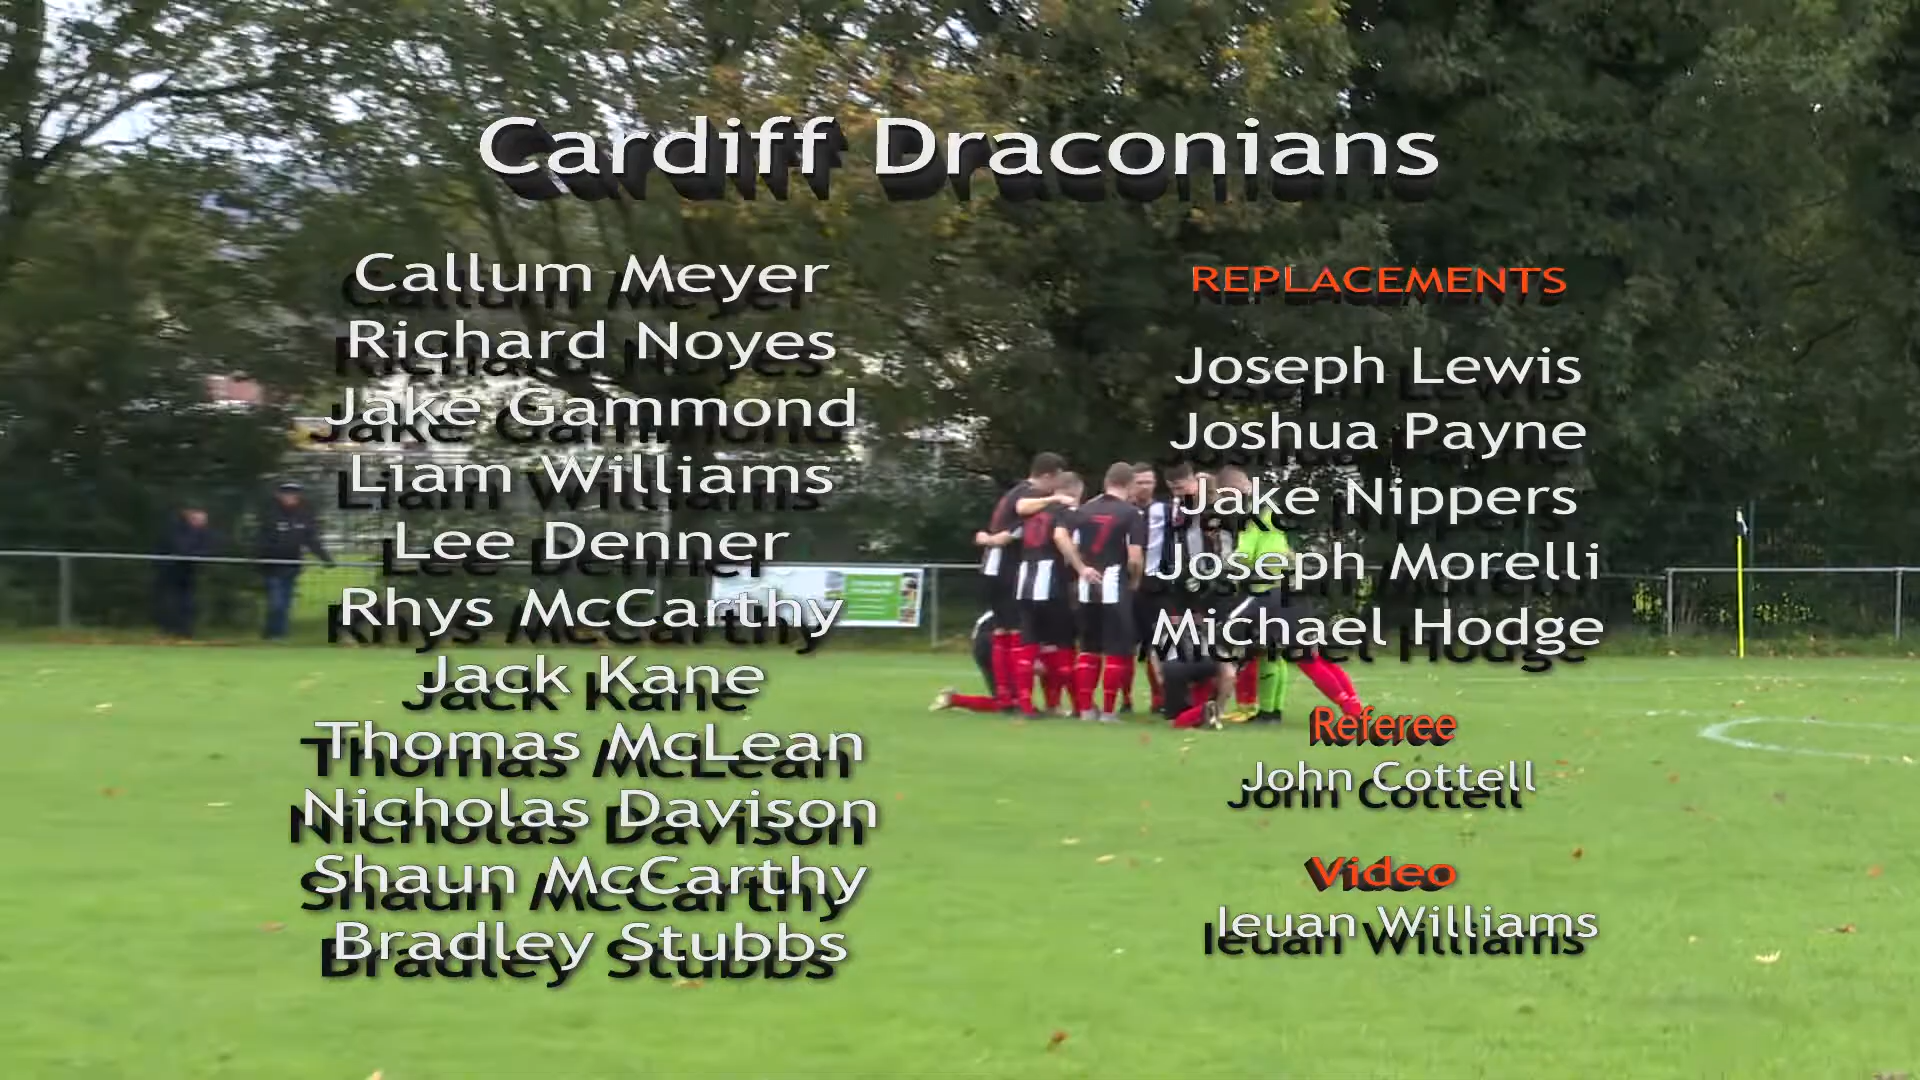 Cardiff Draconians
Callum Meyer
Richard Noyes
Jake Gammond
Liam Williams
Lee Denner
Rhys McCarthy
Jack Kane
Thomas McLean
Nicholas Davison
Shaun McCarthy
Bradley Stubbs
REPLACEMENTS
Joseph Lewis
Joshua Payne
Jake Nippers
Joseph Morelli
Michael Hodge
7
Referee
John Cottell
Video
Ieuan Williams